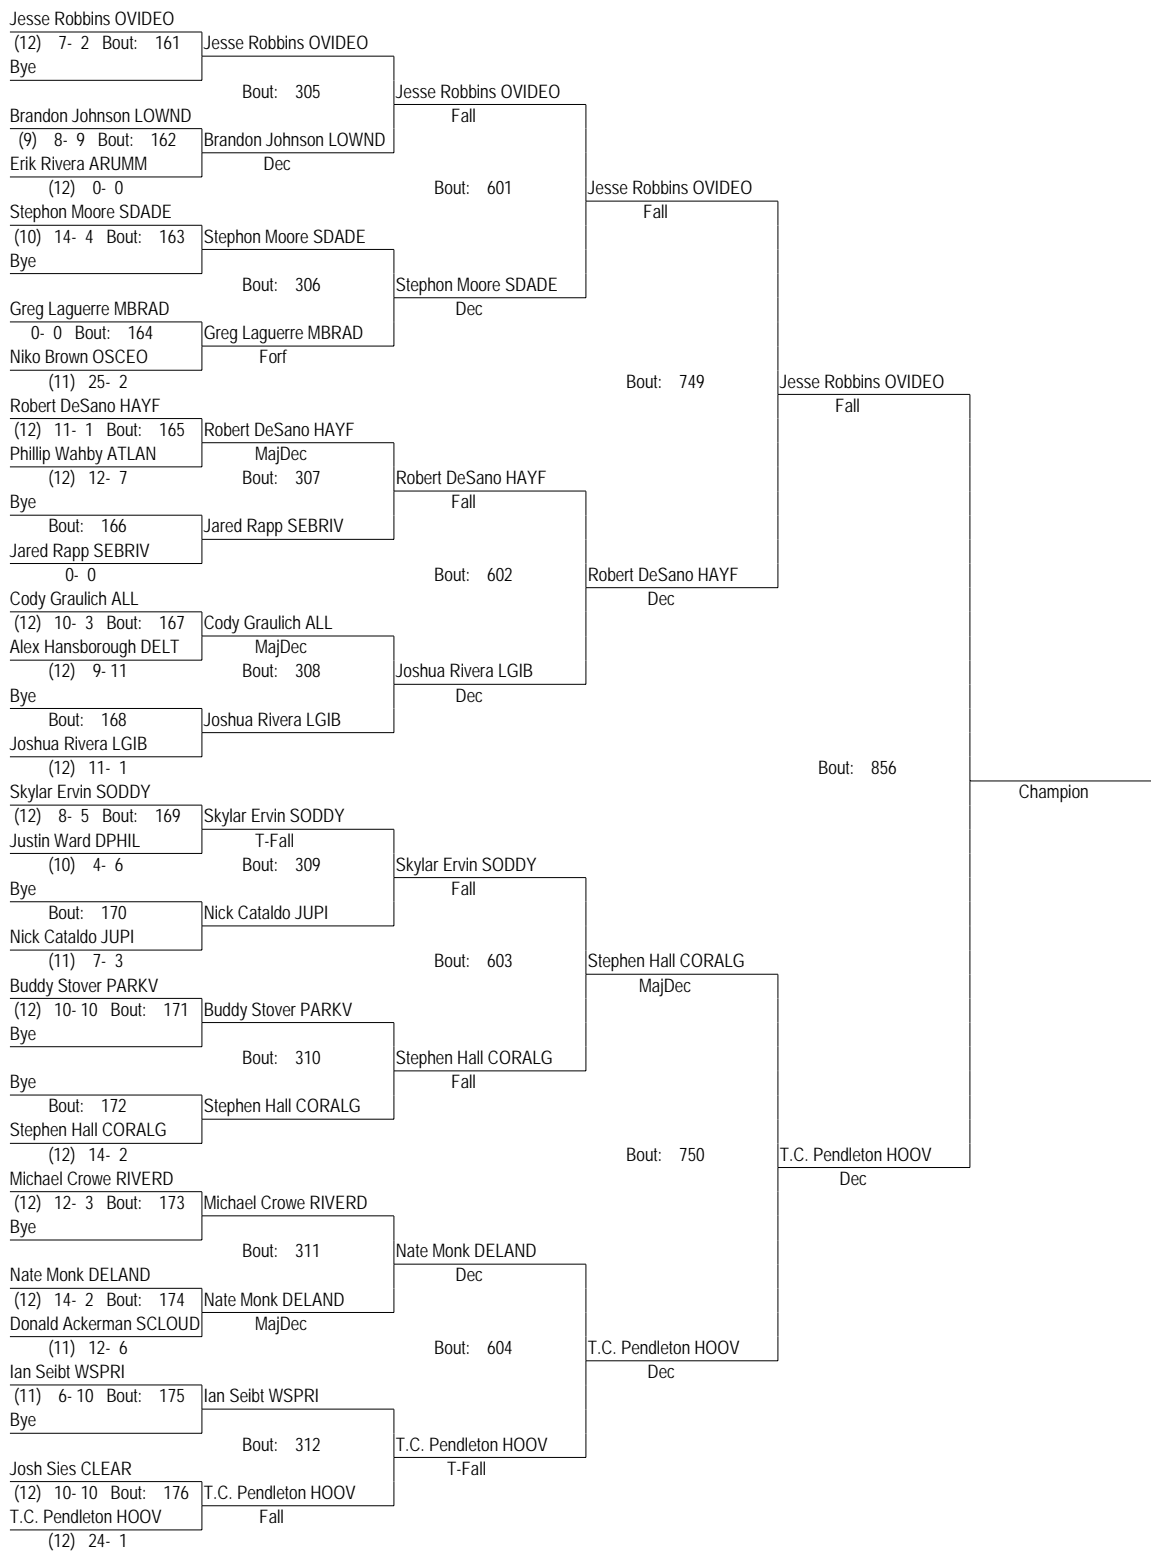 Jesse Robbins OVIDEO
(12) 7- 2 Bout: 161 Jesse Robbins OVIDEO
Bye
Bout: 305 Jesse Robbins OVIDEO
Brandon Johnson LOWND Fall
(9) 8- 9 Bout: 162 Brandon Johnson LOWND
Erik Rivera ARUMM Dec
(12) 0- 0 Bout: 601 Jesse Robbins OVIDEO
Stephon Moore SDADE Fall
(10) 14- 4 Bout: 163 Stephon Moore SDADE
Bye
Bout: 306 Stephon Moore SDADE
Greg Laguerre MBRAD Dec
0- 0 Bout: 164 Greg Laguerre MBRAD
Niko Brown OSCEO Forf
(11) 25- 2 Bout: 749 Jesse Robbins OVIDEO
Robert DeSano HAYF Fall
(12) 11- 1 Bout: 165 Robert DeSano HAYF
Phillip Wahby ATLAN MajDec
(12) 12- 7 Bout: 307 Robert DeSano HAYF
Bye Fall
Bout: 166 Jared Rapp SEBRIV
Jared Rapp SEBRIV
0- 0 Bout: 602 Robert DeSano HAYF
Cody Graulich ALL Dec
(12) 10- 3 Bout: 167 Cody Graulich ALL
Alex Hansborough DELT MajDec
(12) 9- 11 Bout: 308 Joshua Rivera LGIB
Bye Dec
Bout: 168 Joshua Rivera LGIB
Joshua Rivera LGIB
(12) 11- 1 Bout: 856
Skylar Ervin SODDY Champion
(12) 8- 5 Bout: 169 Skylar Ervin SODDY
Justin Ward DPHIL T-Fall
(10) 4- 6 Bout: 309 Skylar Ervin SODDY
Bye Fall
Bout: 170 Nick Cataldo JUPI
Nick Cataldo JUPI
(11) 7- 3 Bout: 603 Stephen Hall CORALG
Buddy Stover PARKV MajDec
(12) 10- 10 Bout: 171 Buddy Stover PARKV
Bye
Bout: 310 Stephen Hall CORALG
Bye Fall
Bout: 172 Stephen Hall CORALG
Stephen Hall CORALG
(12) 14- 2 Bout: 750 T.C. Pendleton HOOV
Michael Crowe RIVERD Dec
(12) 12- 3 Bout: 173 Michael Crowe RIVERD
Bye
Bout: 311 Nate Monk DELAND
Nate Monk DELAND Dec
(12) 14- 2 Bout: 174 Nate Monk DELAND
Donald Ackerman SCLOUD MajDec
(11) 12- 6 Bout: 604 T.C. Pendleton HOOV
Ian Seibt WSPRI Dec
(11) 6- 10 Bout: 175 Ian Seibt WSPRI
Bye
Bout: 312 T.C. Pendleton HOOV
Josh Sies CLEAR T-Fall
(12) 10- 10 Bout: 176 T.C. Pendleton HOOV
T.C. Pendleton HOOV Fall
(12) 24- 1